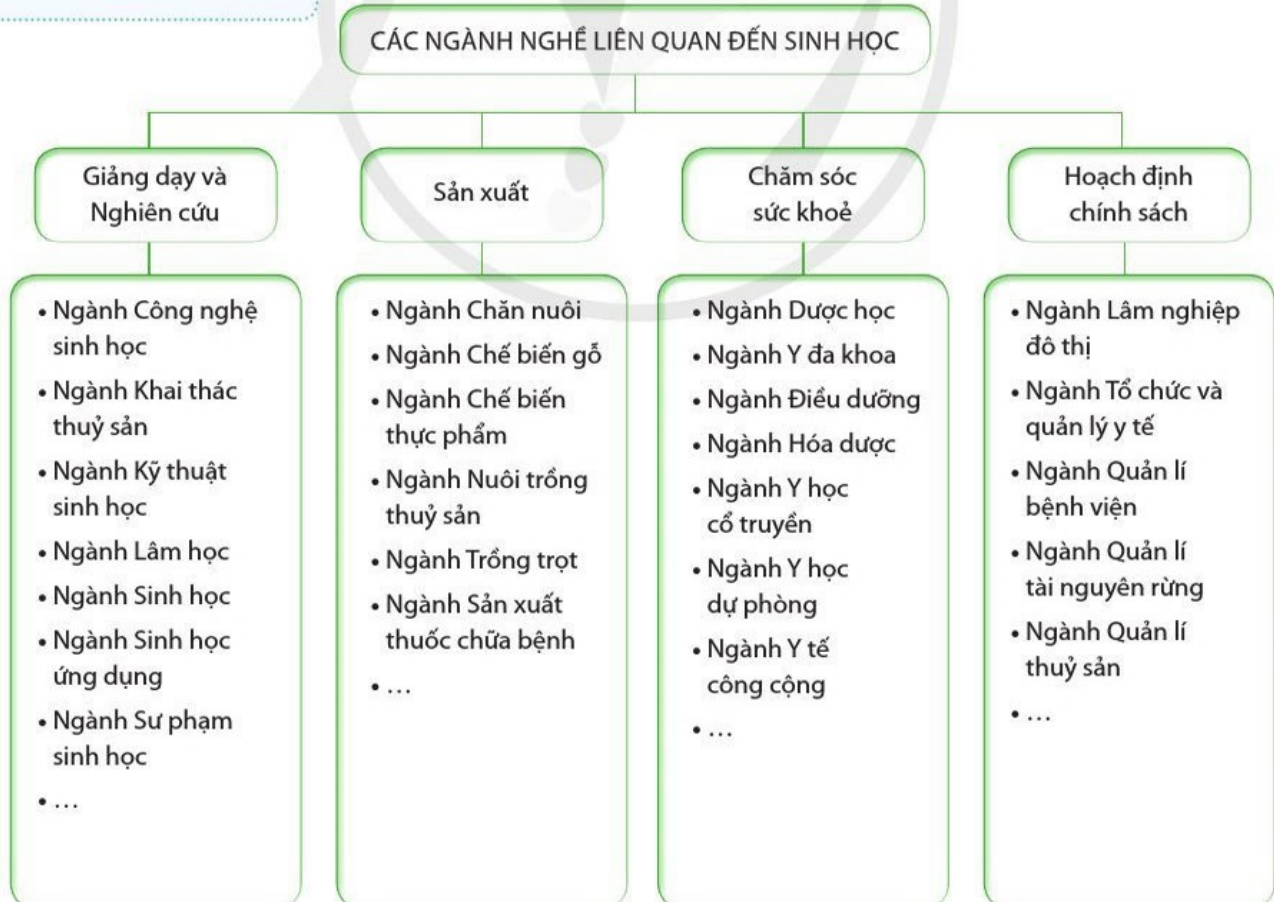 CÁC NGÀNH NGHỀ LIÊN QUAN ĐẾN SINH HỌC
Giảng dạy và
Nghiên cứu
• Ngành Công nghệ
sinh học
• Ngành Khai thác
thuỷ sản
• Ngành Kỹ thuật
sinh học
• Ngành Lâm học
• Ngành Sinh học
• Ngành Sinh học
ứng dụng
• Ngành Sư phạm
sinh học
• ...
Sản xuất
• Ngành Chăn nuôi
• Ngành Chế biến gỗ
• Ngành Chế biến
thực phẩm
• Ngành Nuôi trồng
thuỷ sản
• Ngành Trồng trọt
• Ngành Sản xuất
thuốc chữa bệnh
• ...
Chăm sóc
sức khoẻ
• Ngành Dược học
• Ngành Y đa khoa
• Ngành Điều dưỡng
• Ngành Hóa dược
• Ngành Y học
cổ truyền
• Ngành Y học
dự phòng
• Ngành Y tế
công cộng
• ...
Hoạch định
chính sách
• Ngành Lâm nghiệp
đô thị
• Ngành Tổ chức và
quản lý y tế
• Ngành Quản lí
bệnh viện
• Ngành Quản lí
tài nguyên rừng
• Ngành Quản lí
thuỷ sản
• ...